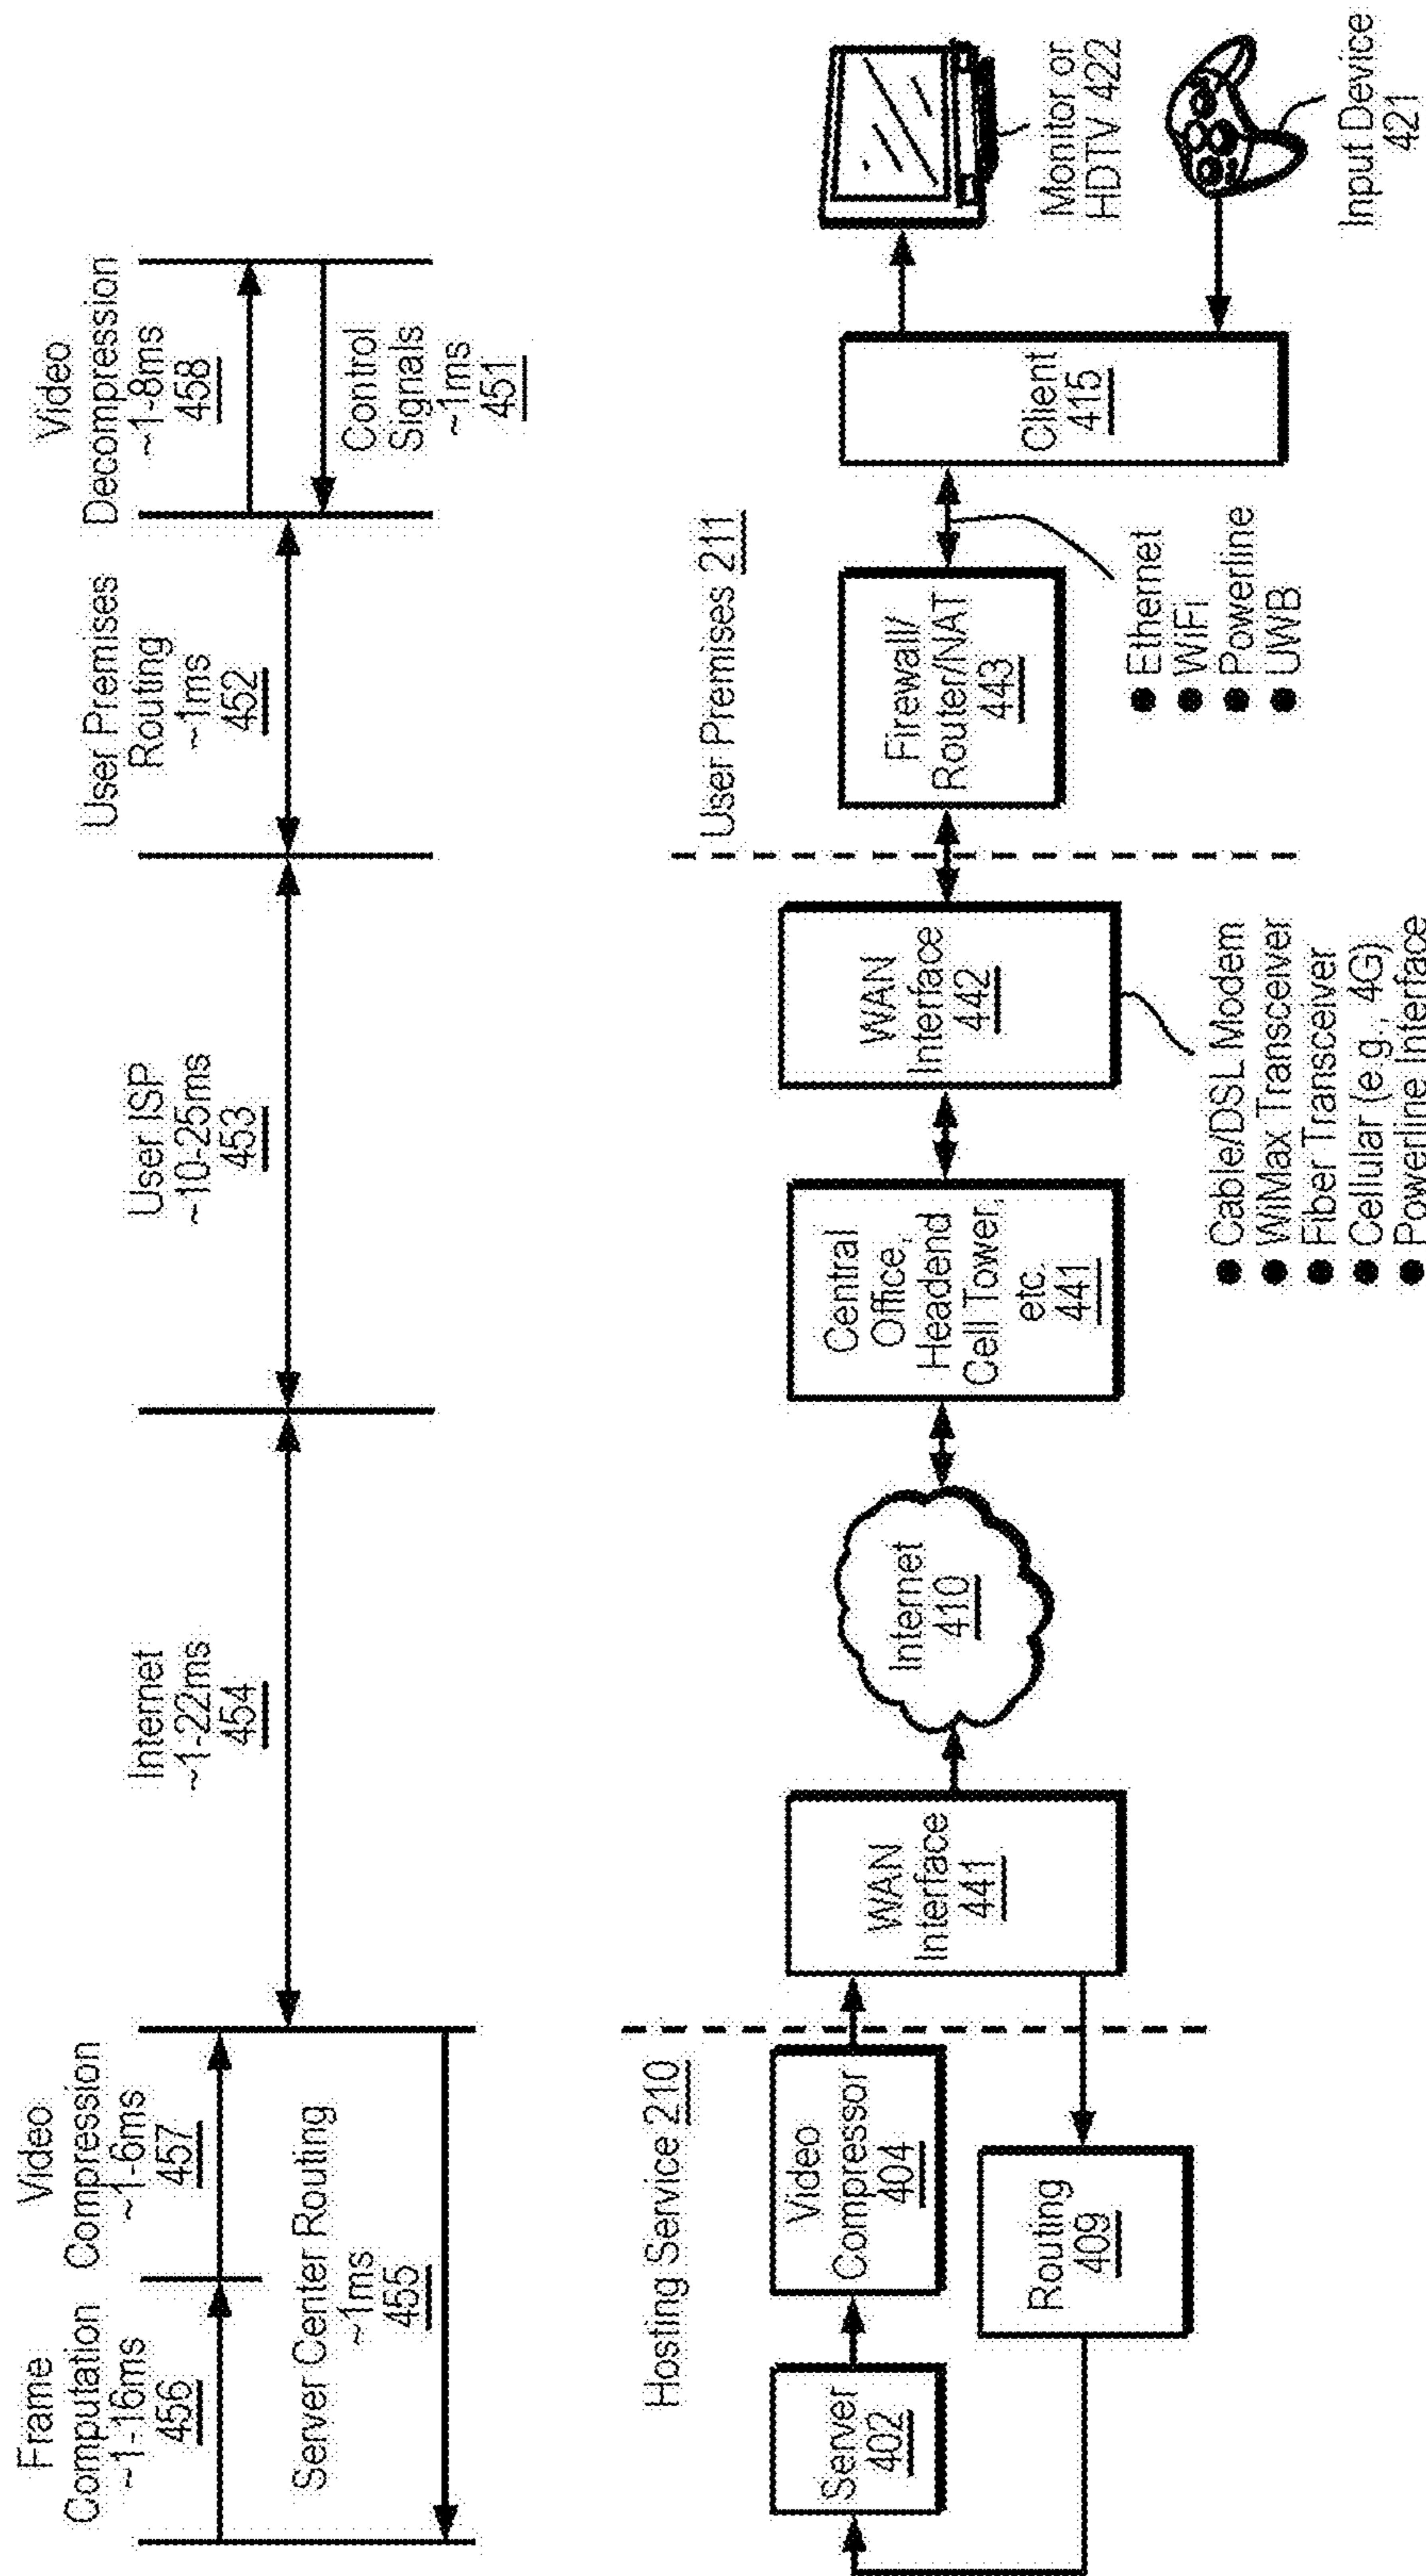 Frame
Computation
~1-16ms
456
Video
Compression
~1-6ms
457
Server Center Routing
~1ms
455
Internet
~1-22ms
454
User ISP
~10-25ms
453
User Premises
Routing
~1ms
452
Video
Decompression
~1-8ms
458
Control
Signals
~1ms
451
Hosting Service 210
Server
402
Video
Compressor
404
Routing
409
WAN
Interface
441
Internet
410
Central
Office,
Headend
Cell Tower,
etc.
441
WAN
Interface
442
● Cable/DSL Modem
● WiMax Transceiver
● Fiber Transceiver
● Cellular (e.g., 4G)
● Powerline Interface
User Premises 211
Firewall/
Router/NAT
443
● Ethernet
● WiFi
● Powerline
● UWB
Client
415
Monitor or
HDTV 422
Input Device
421